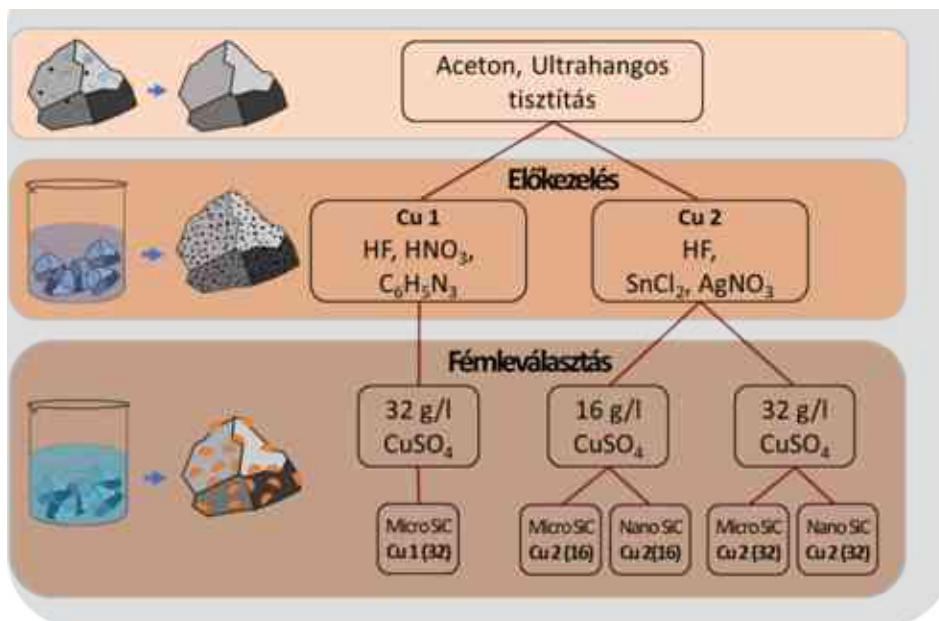 Aceton, Ultrahangos
tisztítás
Előkezelés
Cu 1
HF, HNO₃,
C₆H₅N₃
Cu 2
HF,
SnCl₂, AgNO₃
Fémleválasztás
32 g/l
CuSO₄
16 g/l
CuSO₄
32 g/l
CuSO₄
Micro SiC
Cu 1 (32)
Micro SiC
Cu 2 (16)
Nano SiC
Cu 2(16)
Micro SiC
Cu 2 (32)
Nano SiC
Cu 2 (32)